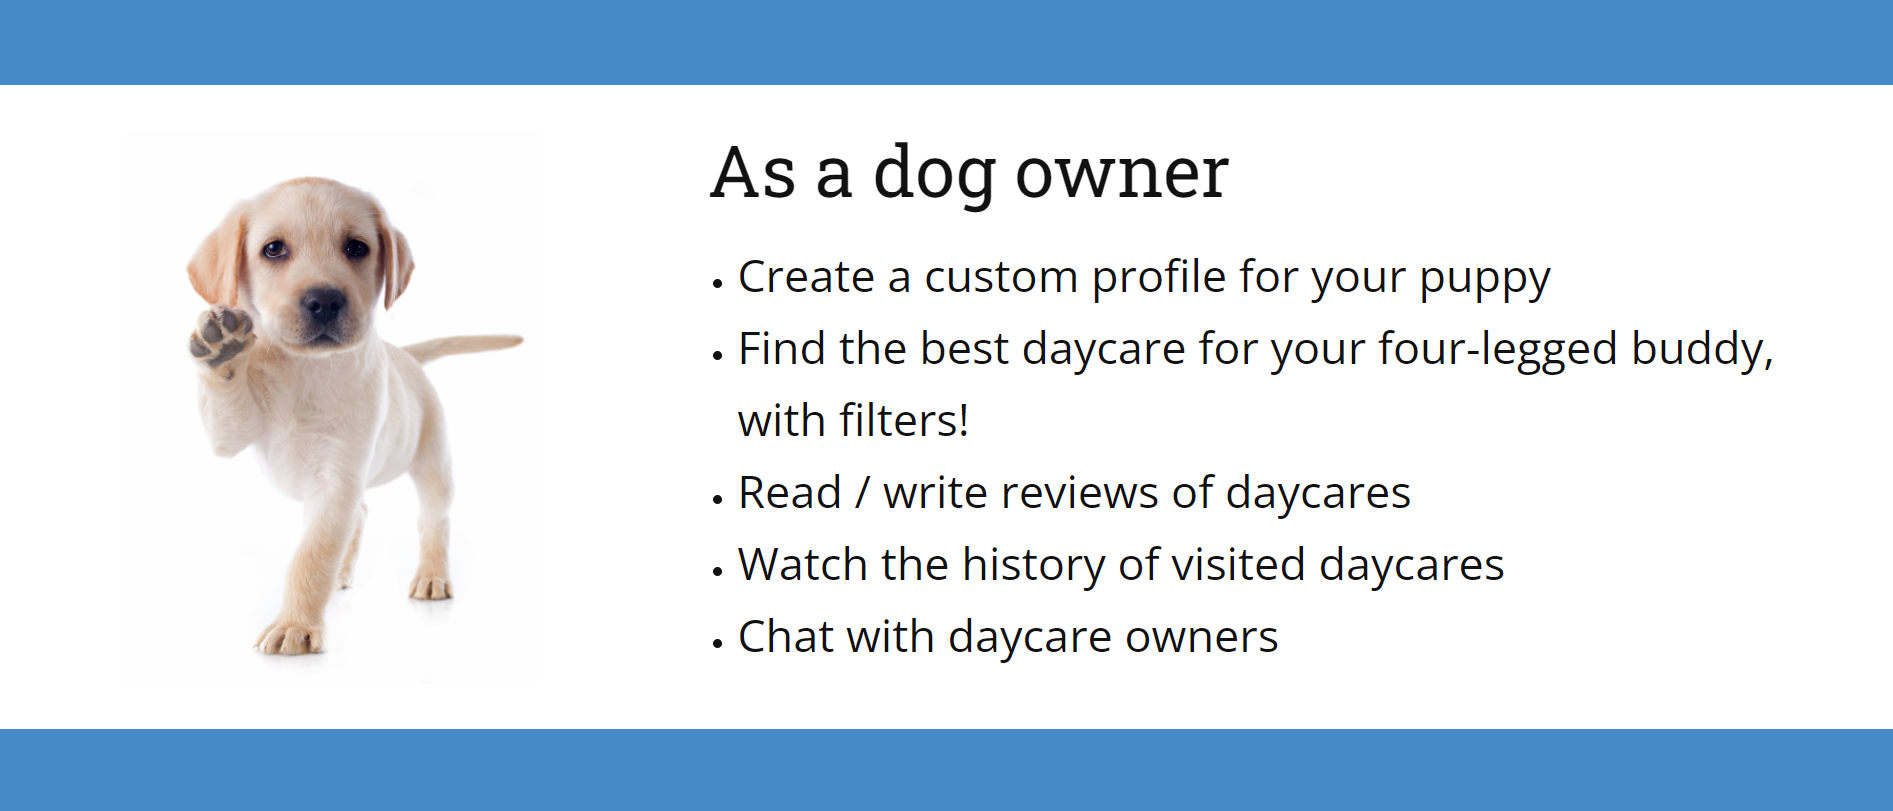 As a dog owner
• Create a custom profile for your puppy
• Find the best daycare for your four-legged buddy,
with filters!
• Read / write reviews of daycares
• Watch the history of visited daycares
• Chat with daycare owners